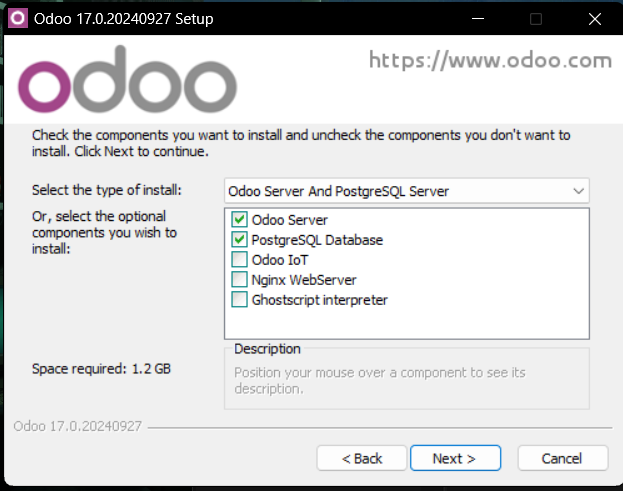 Odoo 17.0.20240927 Setup
odoo
https://www.odoo.com
Check the components you want to install and uncheck the components you don't want to
install. Click Next to continue.
Select the type of install:
Odoo Server And PostgreSQL Server
Or, select the optional
components you wish to
install:
Odoo Server
PostgreSQL Database
Odoo IoT
Nginx WebServer
Ghostscript interpreter
Space required: 1.2 GB
Description
Position your mouse over a component to see its
description.
Odoo 17.0.20240927
< Back
Next >
Cancel